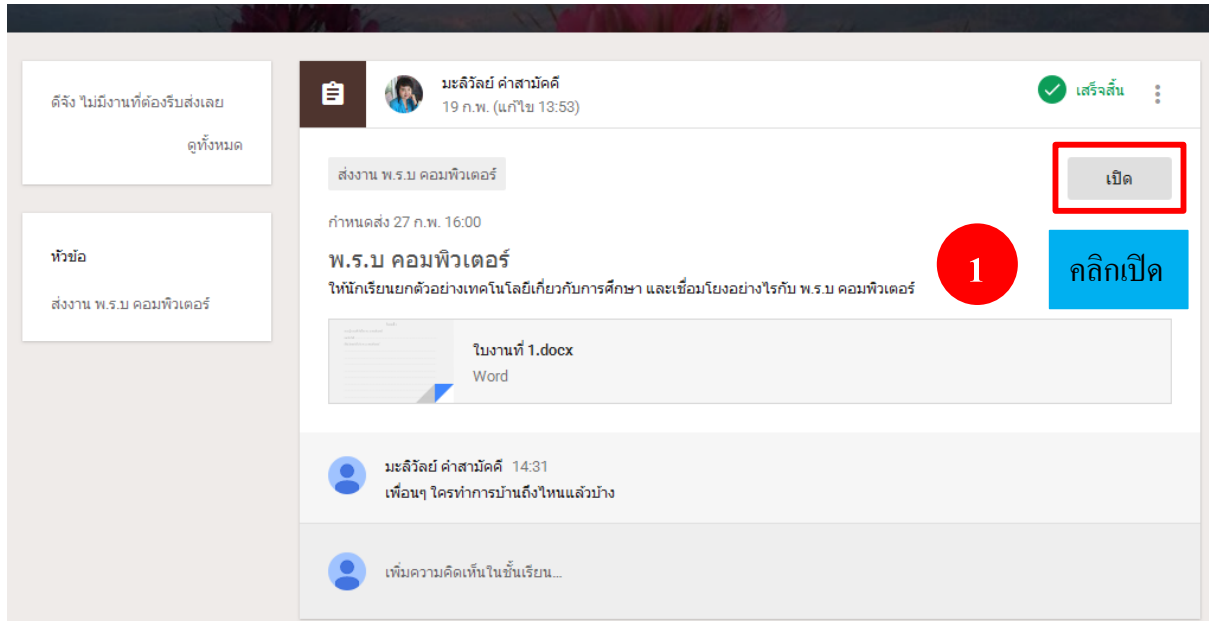 ดีจัง ไม่มีงานที่ต้องรีบส่งเลย
ดูทั้งหมด
หัวข้อ
ส่งงาน พ.ร.บ คอมพิวเตอร์
มะลิวัลย์ คำสามัคคี
19 ก.พ. (แก้ไข 13:53)
เสร็จสิ้น
ส่งงาน พ.ร.บ คอมพิวเตอร์
เปิด
กำหนดส่ง 27 ก.พ. 16:00
พ.ร.บ คอมพิวเตอร์
ให้นักเรียนยกตัวอย่างเทคโนโลยีเกี่ยวกับการศึกษา และเชื่อมโยงอย่างไรกับ พ.ร.บ คอมพิวเตอร์
1
คลิกเปิด
ใบงานที่ 1.docx
Word
มะลิวัลย์ คำสามัคคี 14:31
เพื่อนๆ ใครทำการบ้านถึงไหนแล้วบ้าง
เพิ่มความคิดเห็นในชั้นเรียน...